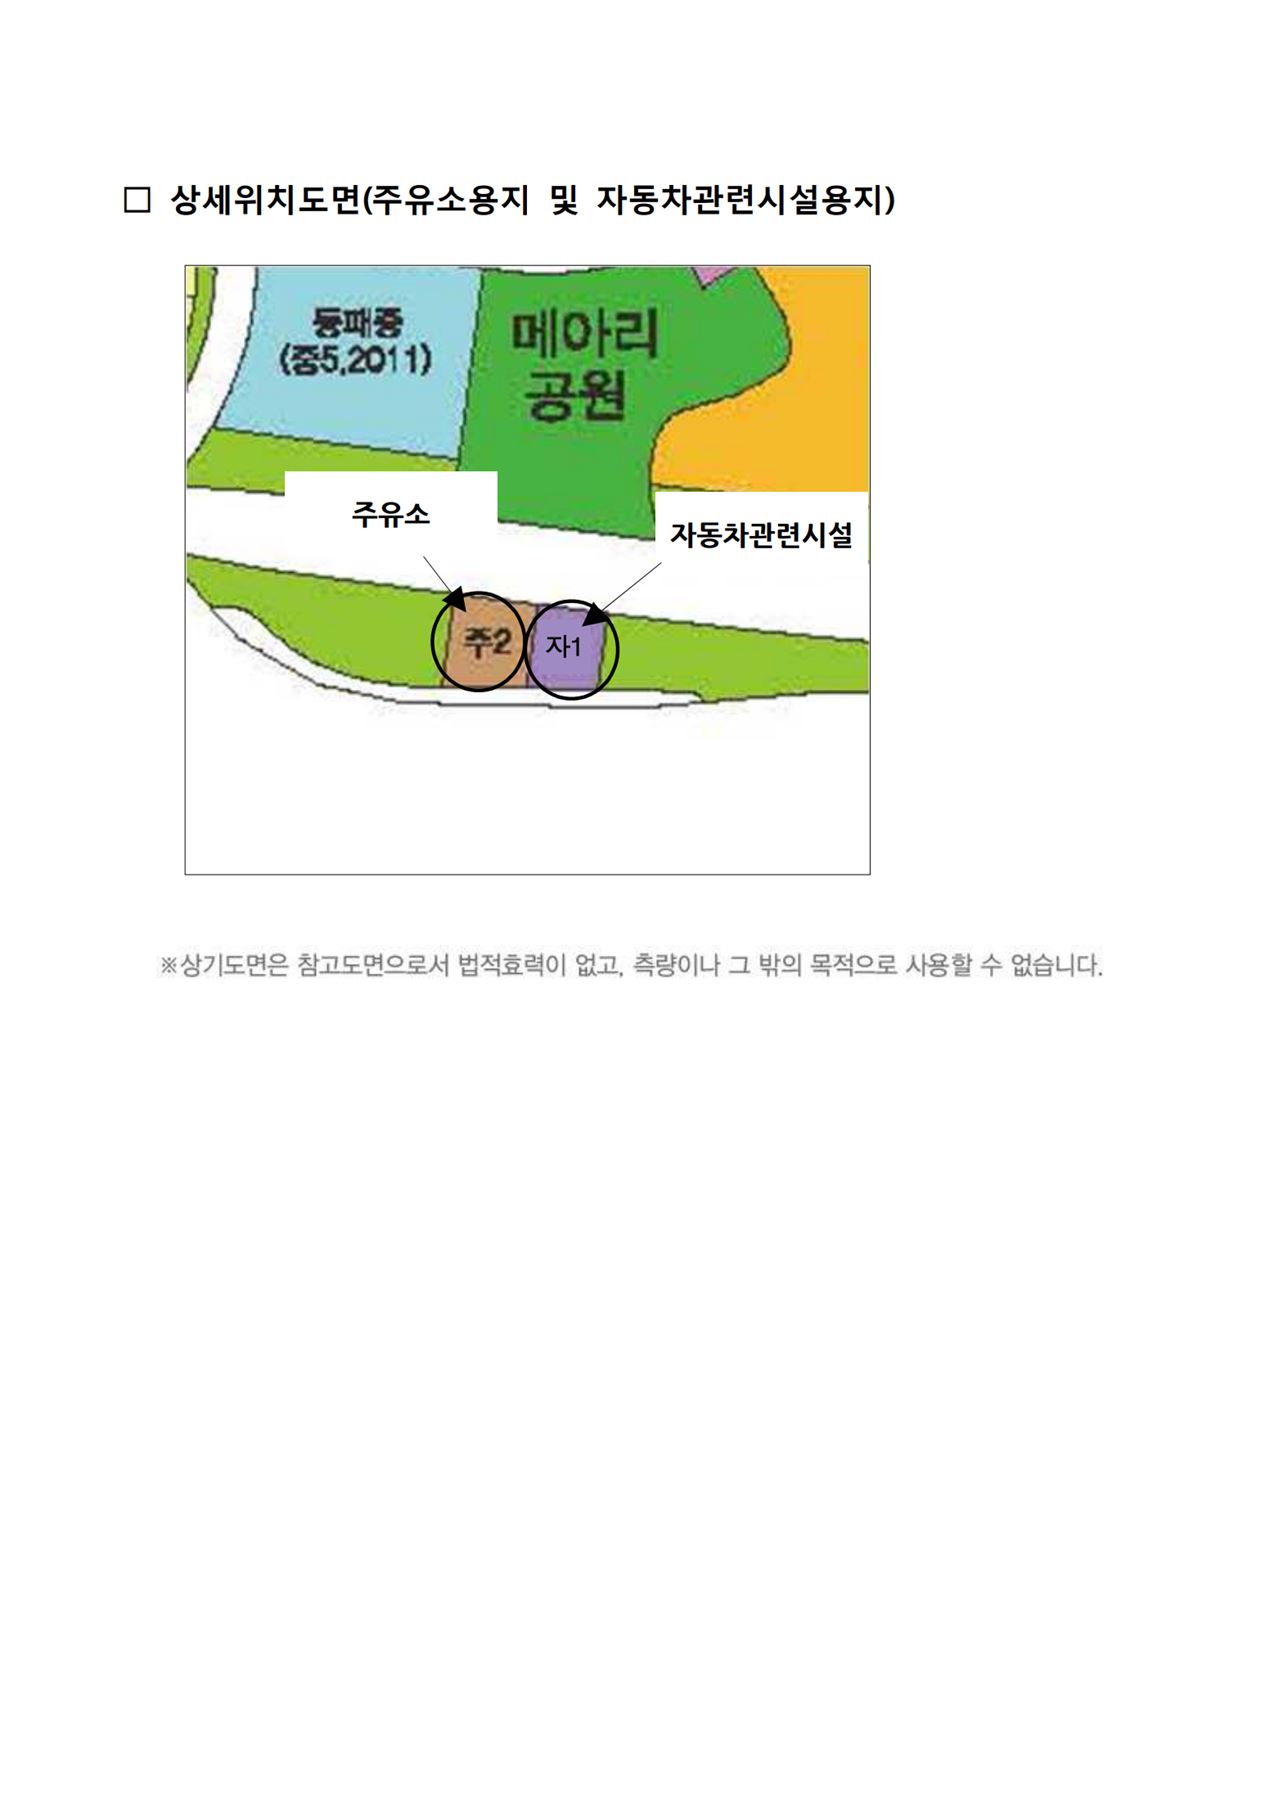 □ 상세위치도면(주유소용지 및 자동차관련시설용지)
동패중
(중5,2011)
메아리
공원
주유소
자동차관련시설
주2
자1
※상기도면은 참고도면으로서 법적효력이 없고, 측량이나 그 밖의 목적으로 사용할 수 없습니다.